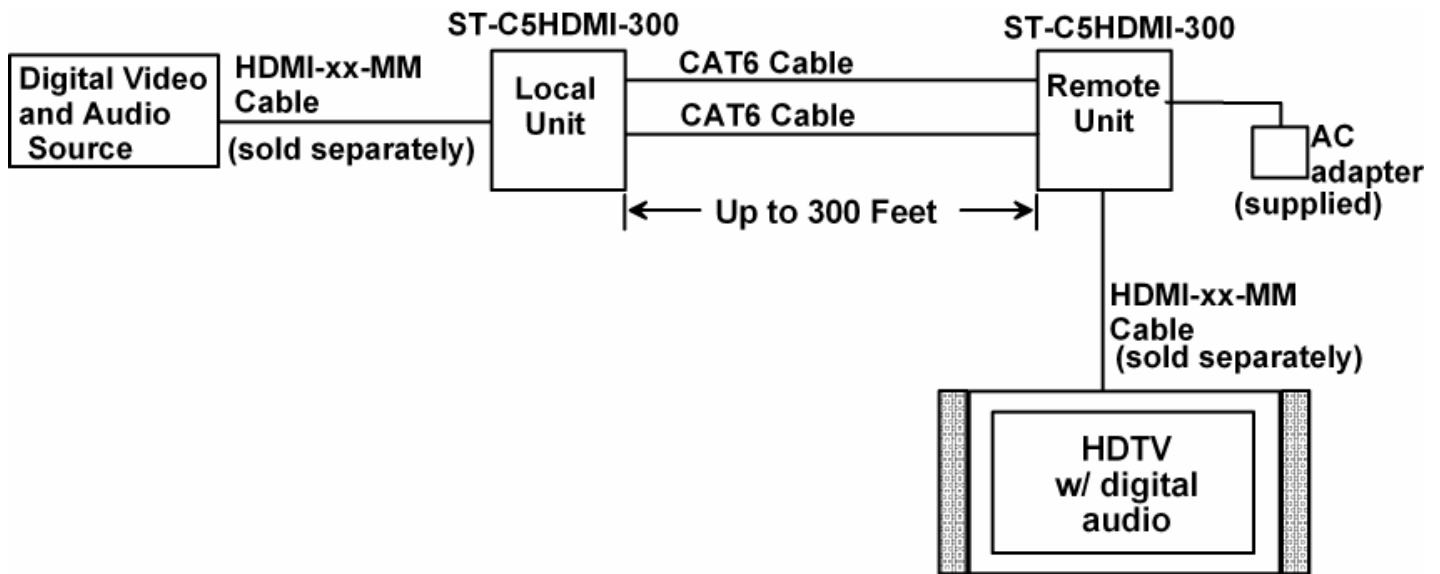 ST-C5HDMI-300
ST-C5HDMI-300
Digital Video
and Audio
Source
HDMI-xx-MM
Cable
(sold separately)
Local
Unit
CAT6 Cable
CAT6 Cable
Remote
Unit
AC
adapter
(supplied)
Up to 300 Feet
HDMI-xx-MM
Cable
(sold separately)
HDTV
w/ digital
audio